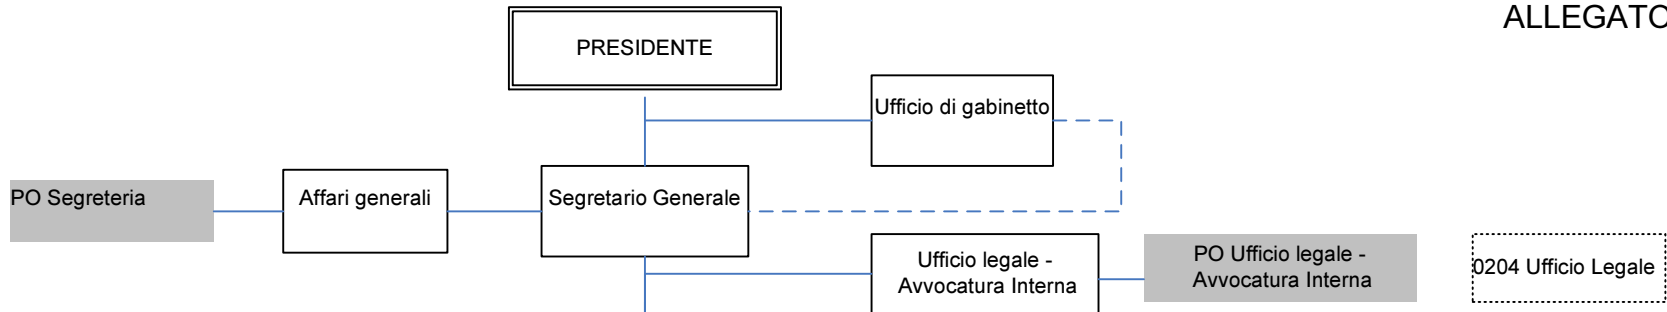 ALLEGATO
PRESIDENTE
Ufficio di gabinetto
PO Segreteria
Affari generali
Segretario Generale
Ufficio legale -
Avvocatura Interna
PO Ufficio legale -
Avvocatura Interna
0204 Ufficio Legale